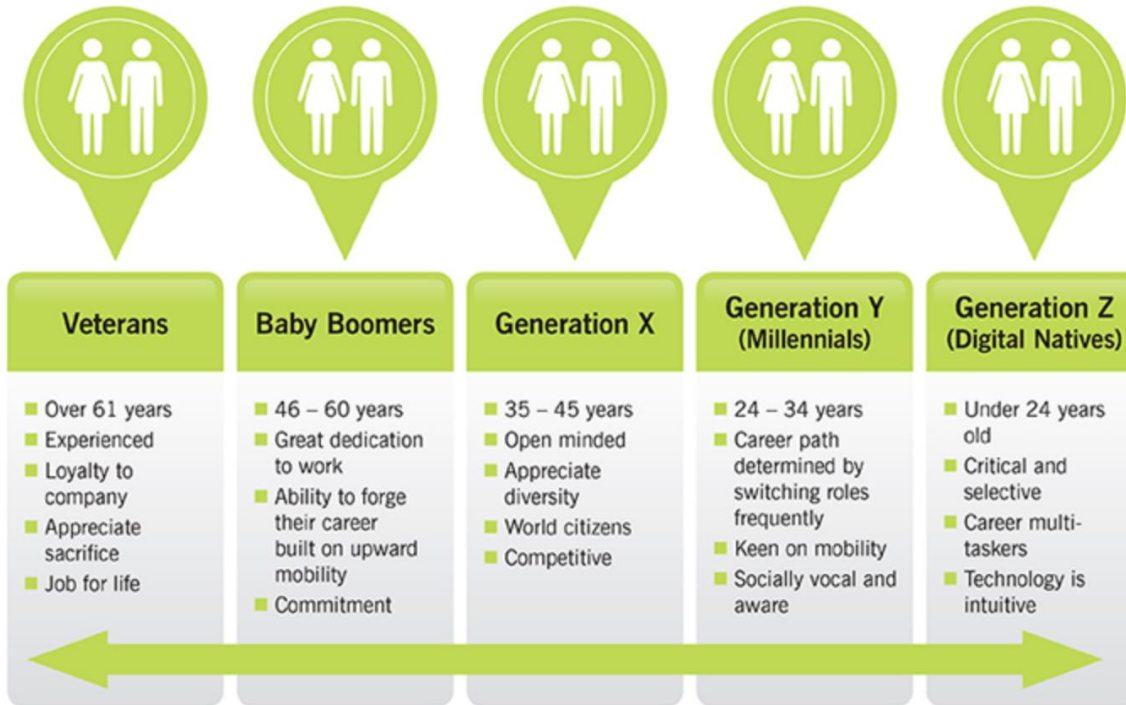 Veterans
Over 61 years
Experienced
Loyalty to
company
Appreciate
sacrifice
Job for life
Baby Boomers
46 – 60 years
Great dedication
to work
Ability to forge
their career
built on upward
mobility
Commitment
Generation X
35 – 45 years
Open minded
Appreciate
diversity
World citizens
Competitive
Generation Y
(Millennials)
24 – 34 years
Career path
determined by
switching roles
frequently
Keen on mobility
Socially vocal and
aware
Generation Z
(Digital Natives)
Under 24 years
old
Critical and
selective
Career multi-
taskers
Technology is
intuitive